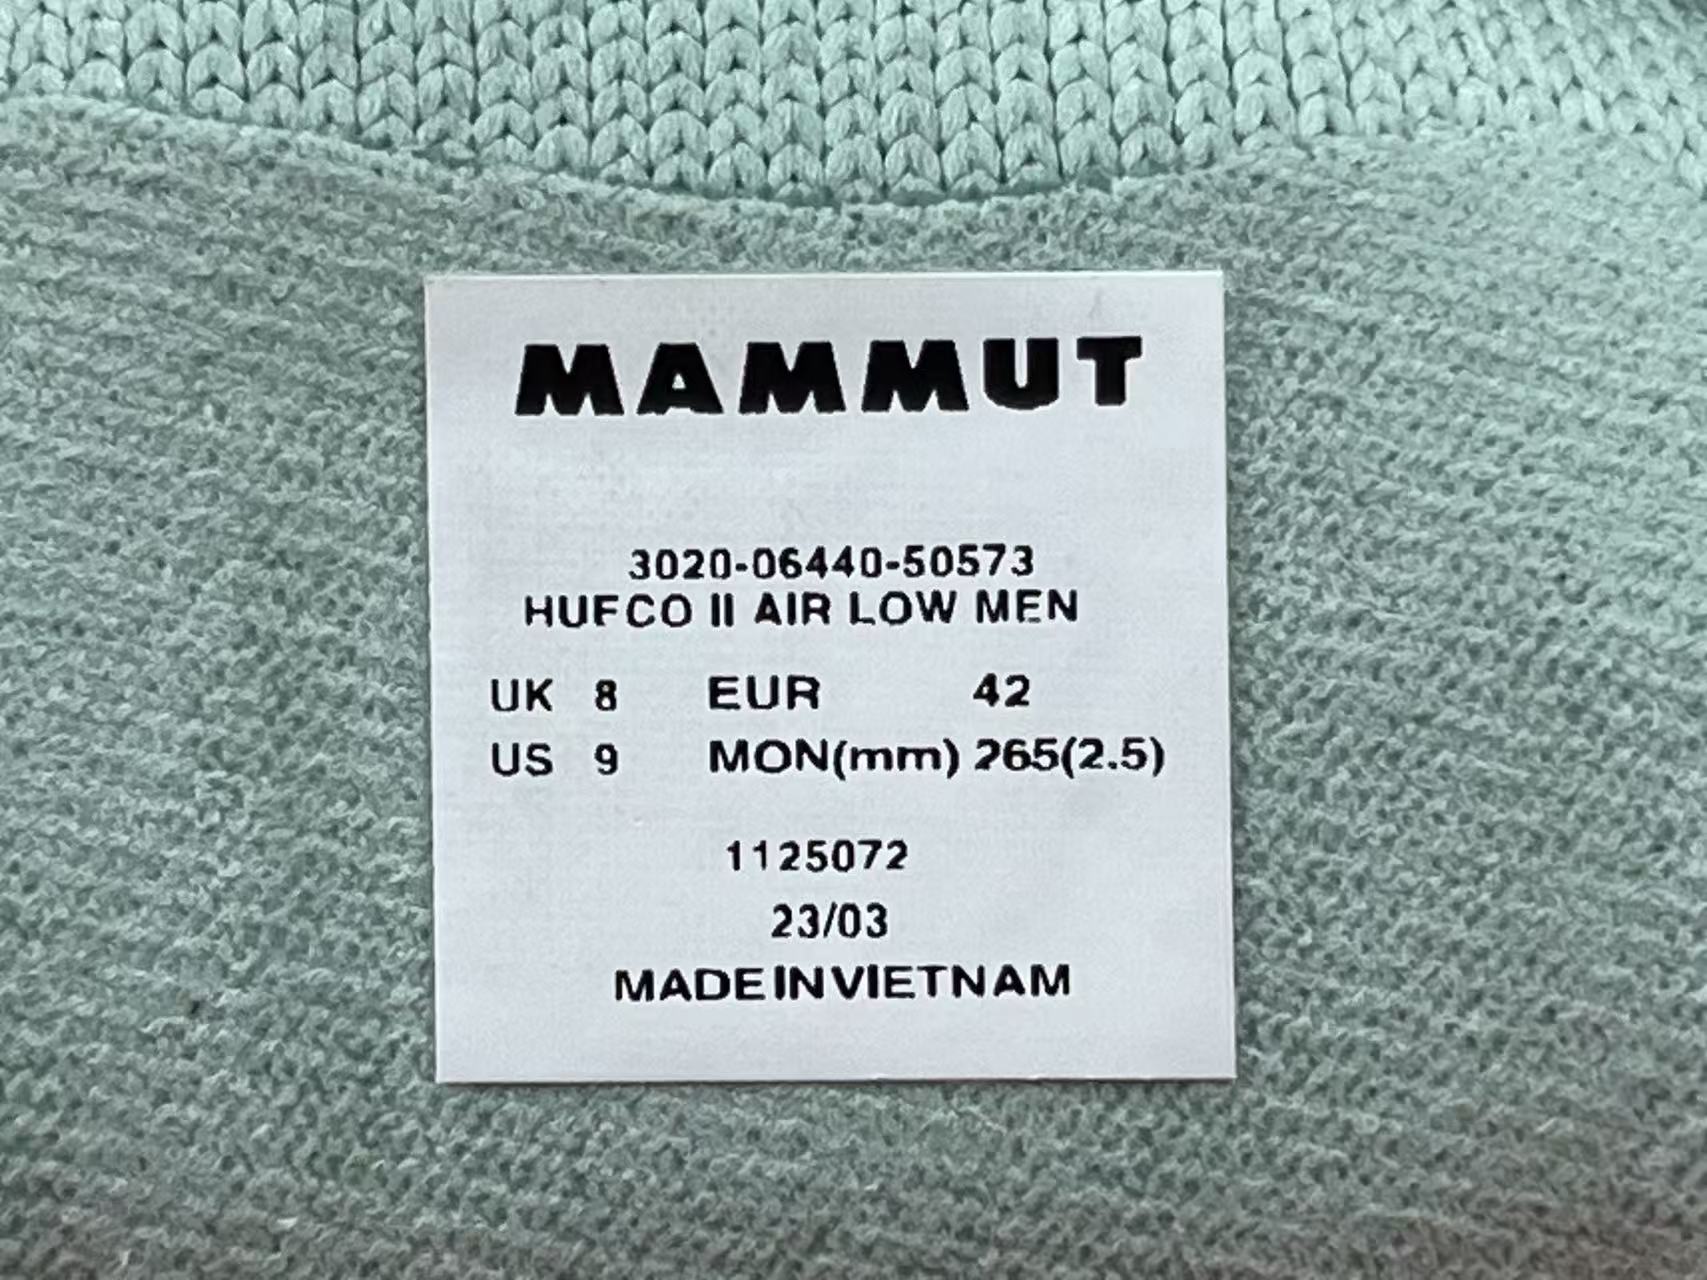 MAMMUT
3020-06440-50573
HUECO II AIR LOW MEN
UK 8 EUR 42
US 9 MON(mm) 265(2.5)
1125072
23/03
MADE IN VIETNAM